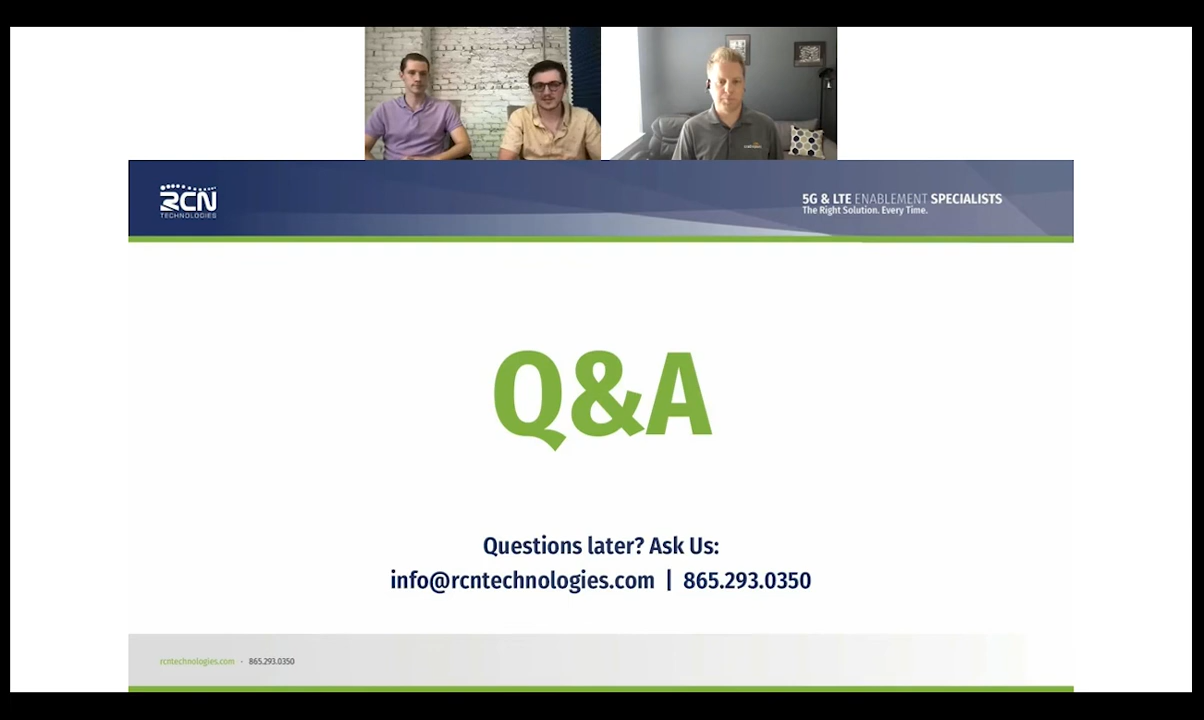 RCN
TECHNOLOGIES
5G & LTE ENABLEMENT SPECIALISTS
The Right Solution. Every Time.
Q&A
Questions later? Ask Us:
info@rcntechnologies.com | 865.293.0350
rcntechnologies.com • 865.293.0350